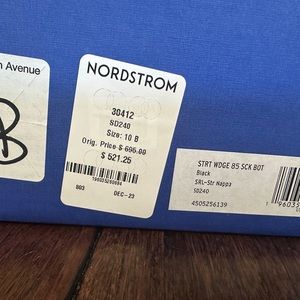 Avenue
NORDSTROM
30412
SD240
Size: 10 B
Orig. Price $ 695.00
$ 521.25
803
DEC-23
STRT WDGE 85 SCK BOT
Black
SRL-Str Nappa
SD240
4505256139